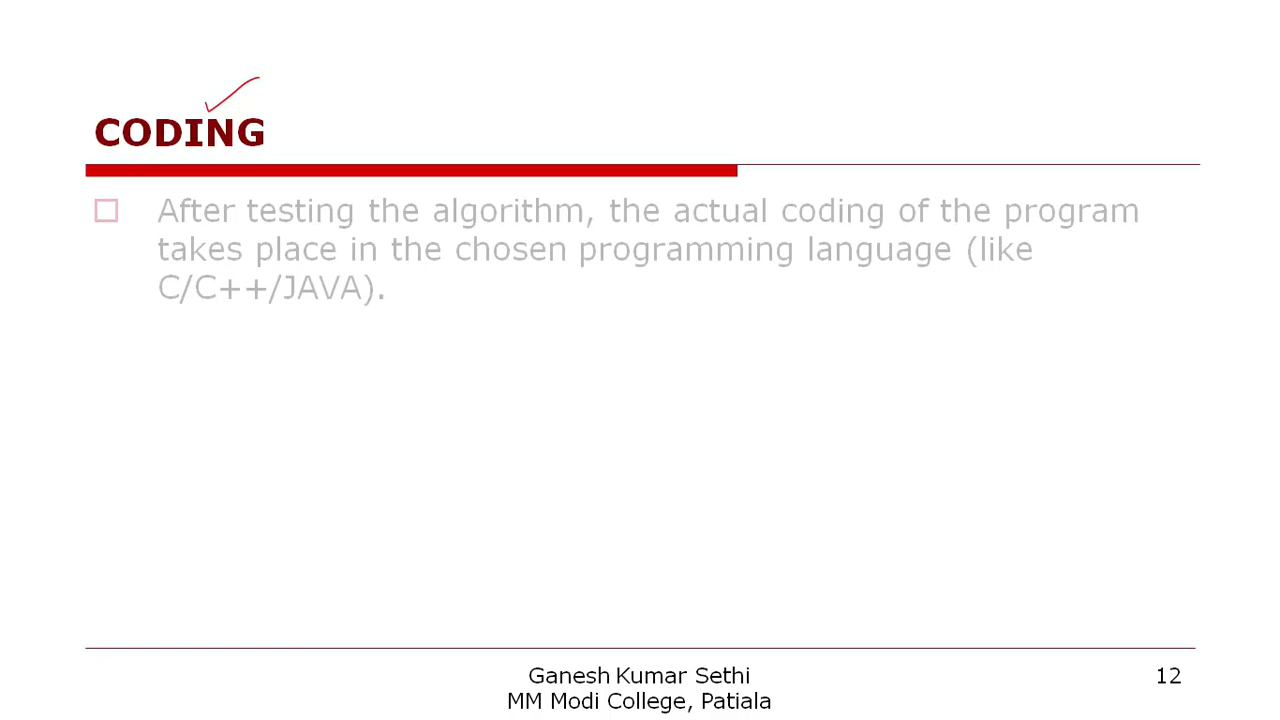 CODING
After testing the algorithm, the actual coding of the program
takes place in the chosen programming language (like
C/C++/JAVA).
Ganesh Kumar Sethi
MM Modi College, Patiala
12